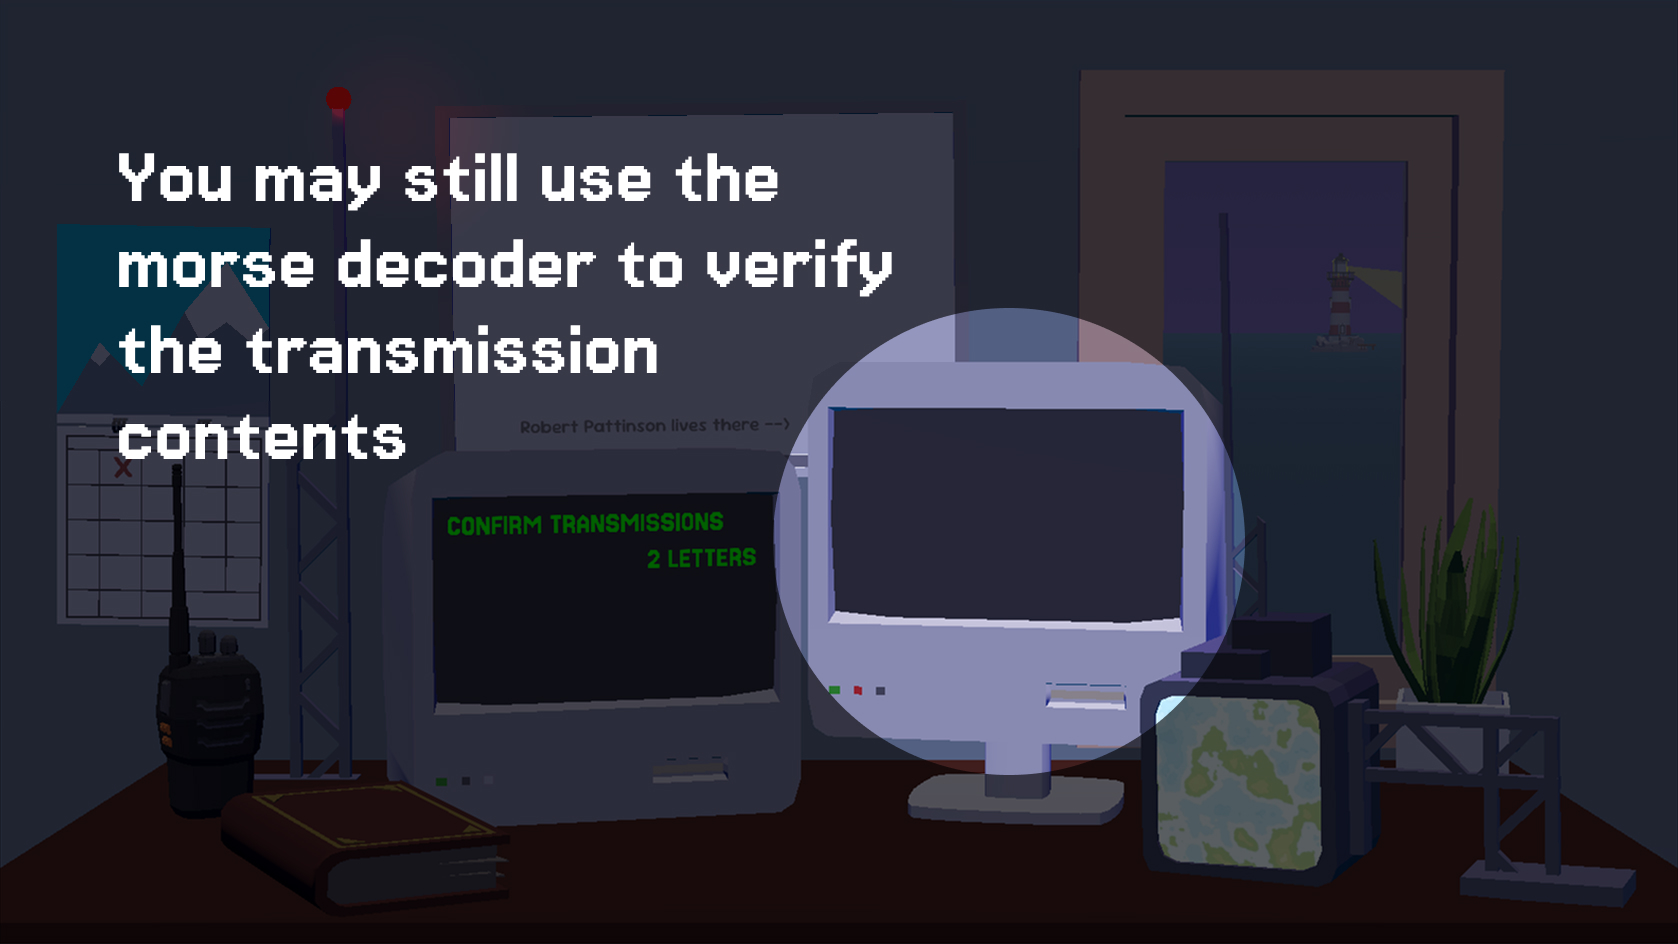 You may still use the
morse decoder to verify
the transmission
contents
Robert Pattinson lives there -->
CONFIRM TRANSMISSIONS
2 LETTERS
X